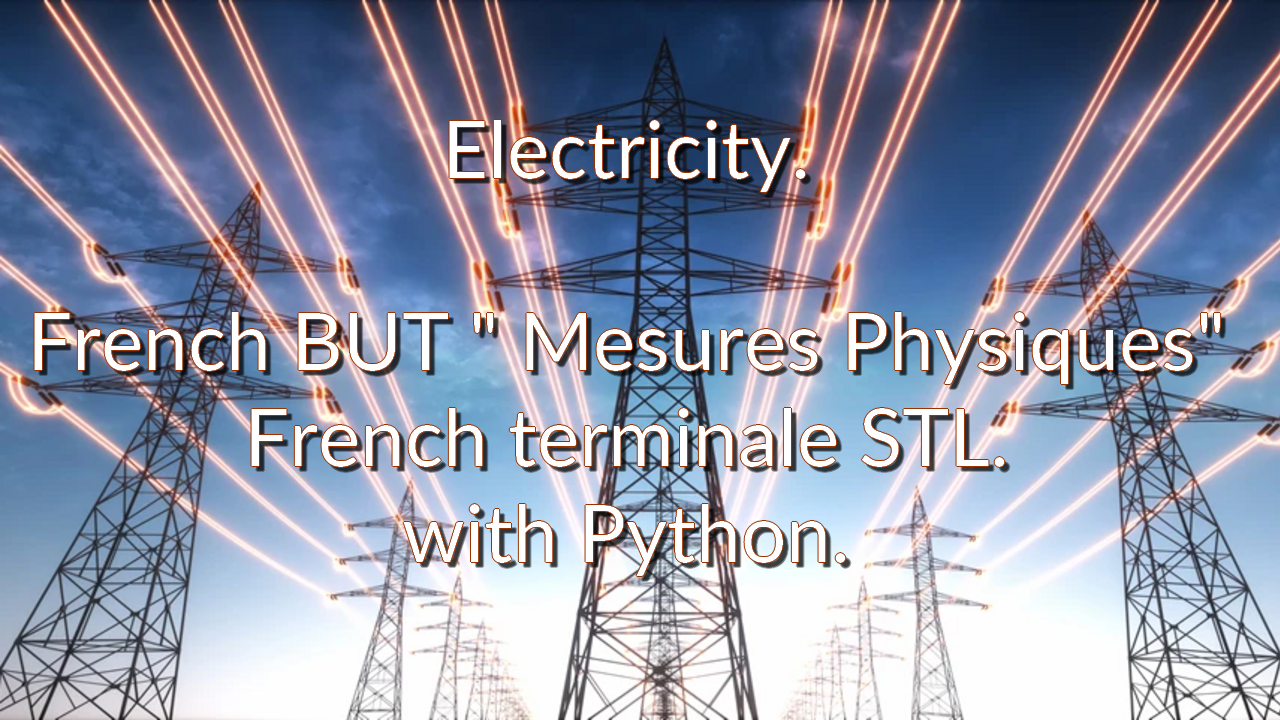 Electricity.
French BUT " Mesures Physiques"
French terminale STL.
with Python.